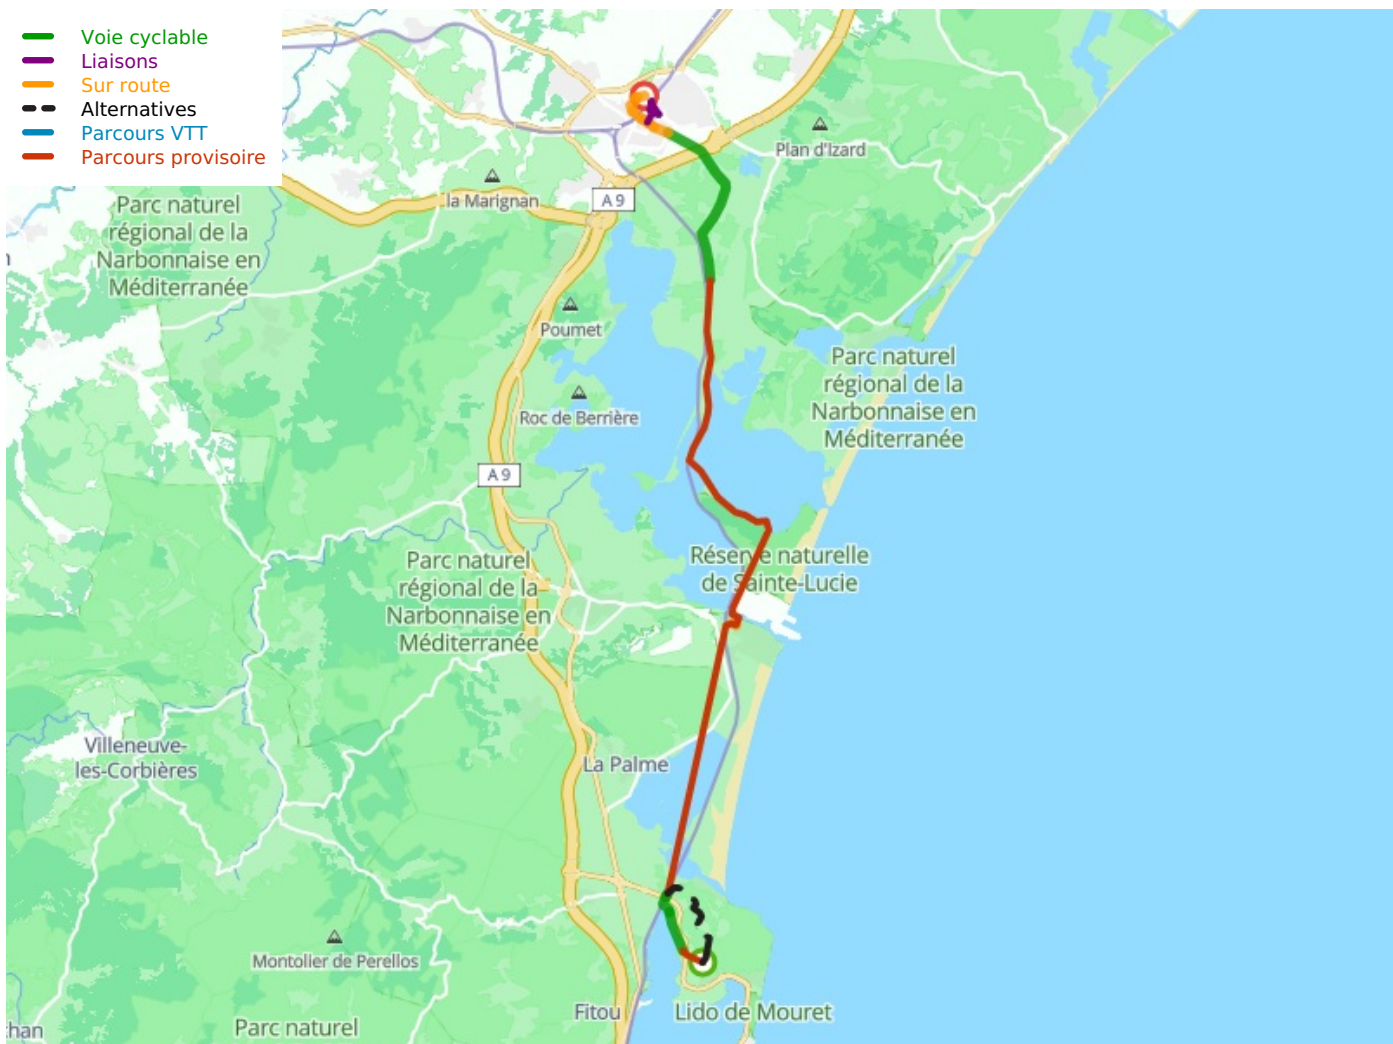 Voie cyclable
Liaisons
Sur route
Alternatives
Parcours VTT
Parcours provisoire
Plan d'Izard
la Marignan
A 9
Parc naturel
régional de la
Narbonnaise en
Méditerranée
Poumet
Parc naturel
régional de la
Narbonnaise en
Méditerranée
Roc de Berrière
A 9
Réserve naturelle
de Sainte-Lucie
Parc naturel
régional de la
Narbonnaise en
Méditerranée
Villeneuve-
les-Corbières
La Palme
Montolier de Perellos
Fitou
Lido de Mouret
Parc naturel